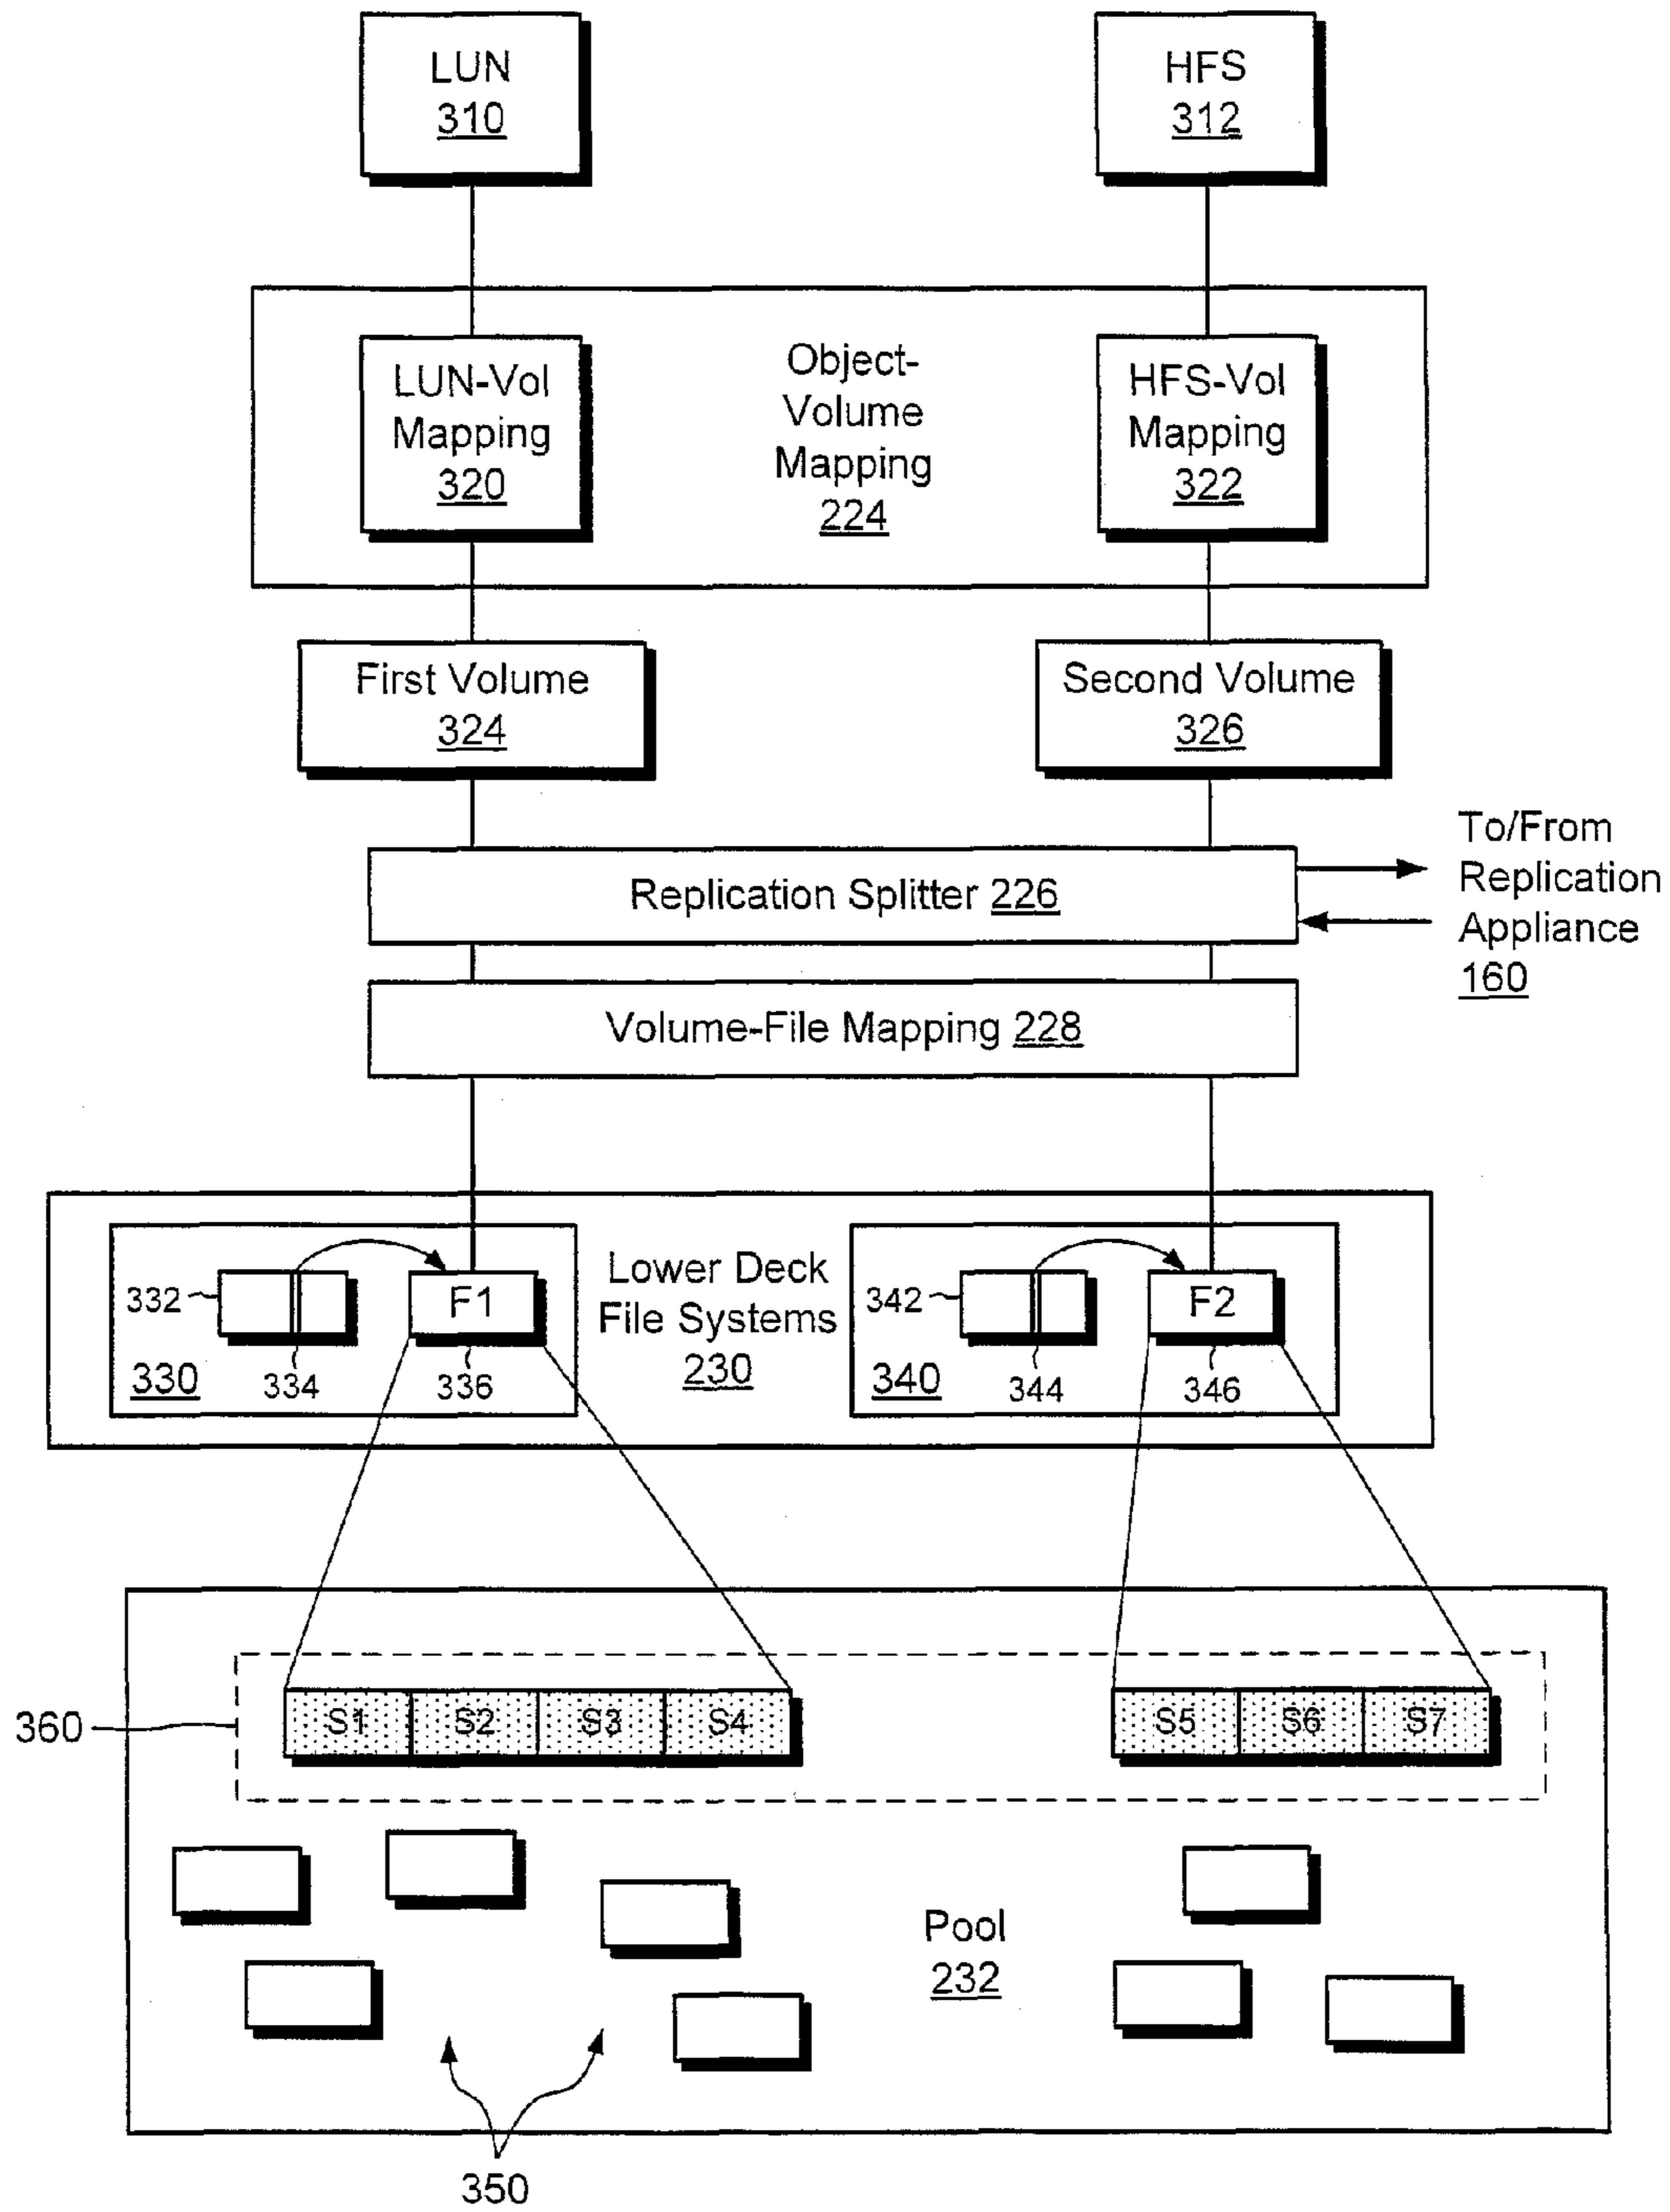 LUN
310
HFS
312
LUN-Vol
Mapping
320
Object-
Volume
Mapping
224
HFS-Vol
Mapping
322
First Volume
324
Second Volume
326
To/From
Replication
Appliance
160
Replication Splitter 226
Volume-File Mapping 228
332
334
330
F1
336
Lower Deck
File Systems
230
342
344
340
F2
346
360
S1 S2 S3 S4
S5 S6 S7
Pool
232
350